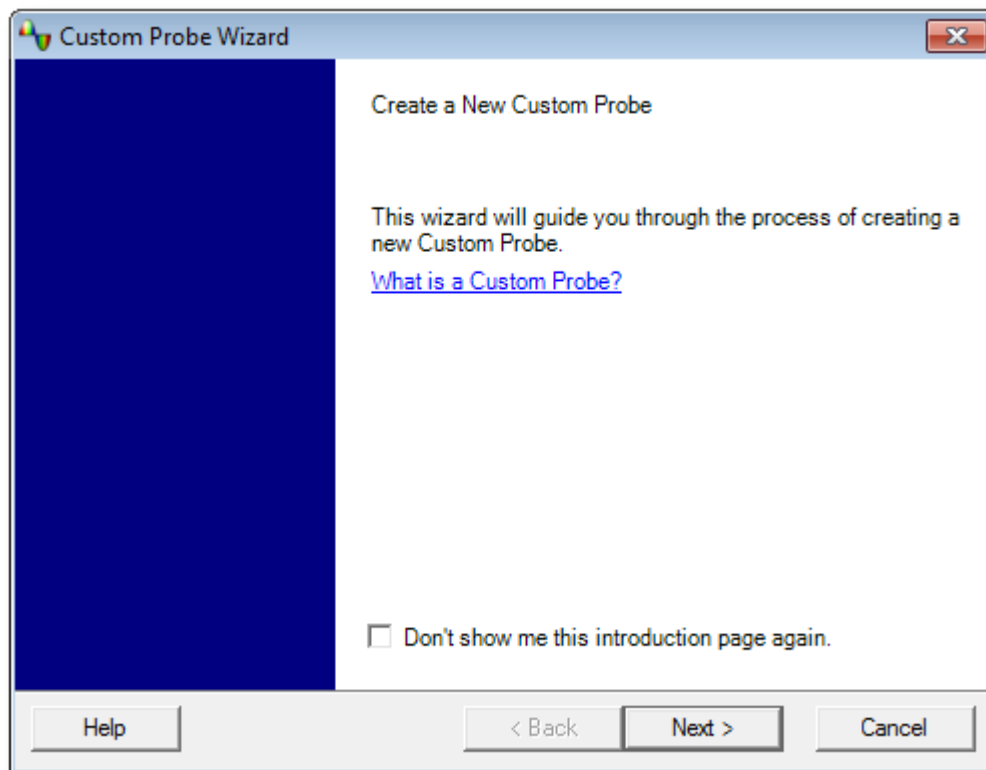 Custom Probe Wizard
Create a New Custom Probe
This wizard will guide you through the process of creating a
new Custom Probe.
What is a Custom Probe?
Don't show me this introduction page again.
Help
< Back
Next >
Cancel